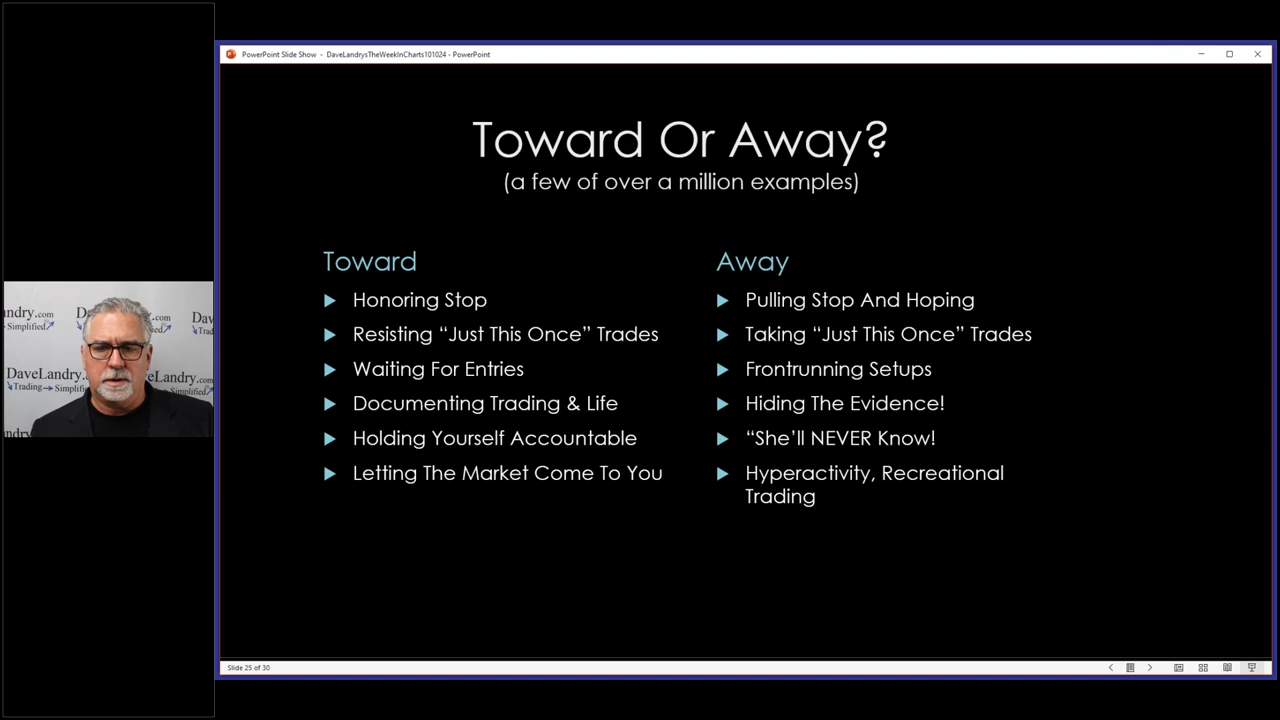 PowerPoint Slide Show - DaveLandrysTheWeekInCharts101024 - PowerPoint
Toward Or Away?
(a few of over a million examples)
Toward
Honoring Stop
Resisting “Just This Once” Trades
Waiting For Entries
Documenting Trading & Life
Holding Yourself Accountable
Letting The Market Come To You
Away
Pulling Stop And Hoping
Taking “Just This Once” Trades
Frontrunning Setups
Hiding The Evidence!
“She’ll NEVER Know!
Hyperactivity, Recreational
Trading
Slide 25 of 30
ndry.com
Simplified
DaveLandry.com
Trading Simplified